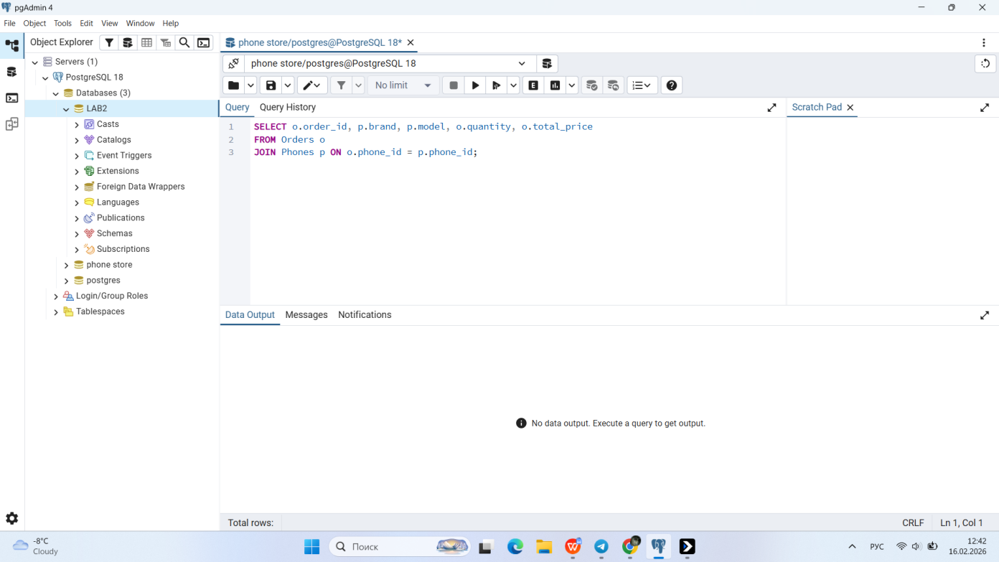 pgAdmin 4
File Object Tools Edit View Window Help
Object Explorer
phone store/postgres@PostgreSQL 18*
Servers (1)
PostgreSQL 18
Databases (3)
LAB2
Casts
Catalogs
Event Triggers
Extensions
Foreign Data Wrappers
Languages
Publications
Schemas
Subscriptions
phone store
postgres
Login/Group Roles
Tablespaces
phone store/postgres@PostgreSQL 18
No limit
E
Query Query History
Scratch Pad
1 SELECT o.order_id, p.brand, p.model, o.quantity, o.total_price
2 FROM Orders o
3 JOIN Phones p ON o.phone_id = p.phone_id;
Data Output Messages Notifications
No data output. Execute a query to get output.
Total rows:
CRLF Ln 1, Col 1
-8°C
Cloudy
Поиск
РУС
12:42
16.02.2026